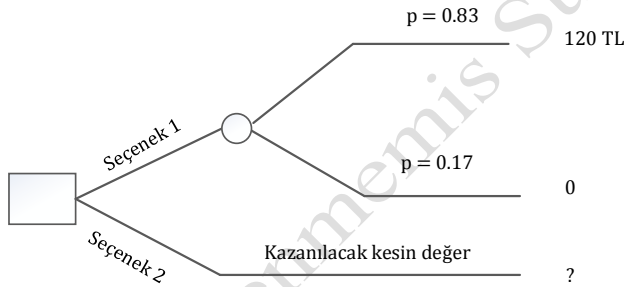 p = 0.83
120 TL
Seçenek 1
p = 0.17
0
Seçenek 2
Kazanılacak kesin değer
?